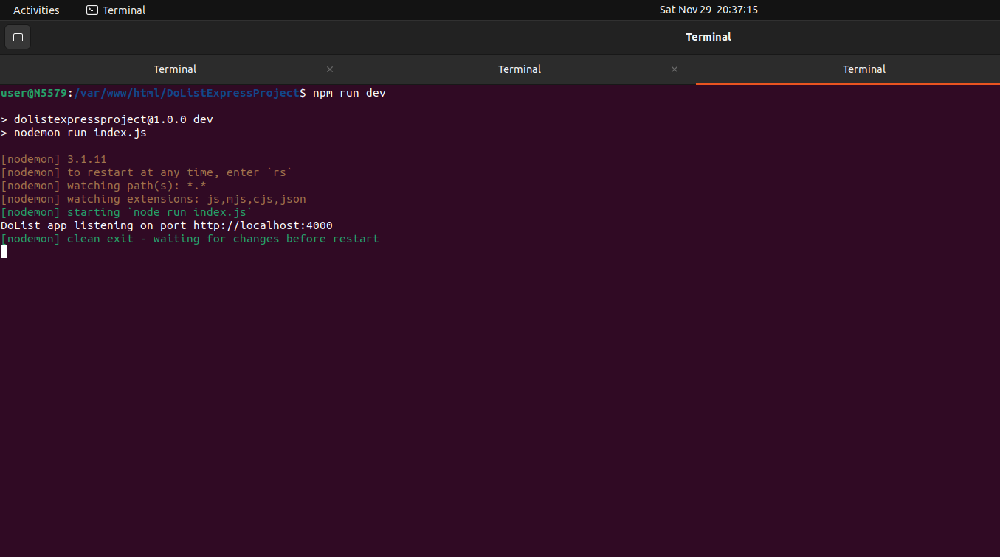 Activities Terminal Sat Nov 29 20:37:15
Terminal
Terminal × Terminal × Terminal
user@N5579:/var/www/html/DoListExpressProject$ npm run dev
> dolistexpressproject@1.0.0 dev
> nodemon run index.js
[nodemon] 3.1.11
[nodemon] to restart at any time, enter `rs`
[nodemon] watching path(s): *.*
[nodemon] watching extensions: js,mjs,cjs,json
[nodemon] starting `node run index.js`
DoList app listening on port http://localhost:4000
[nodemon] clean exit - waiting for changes before restart